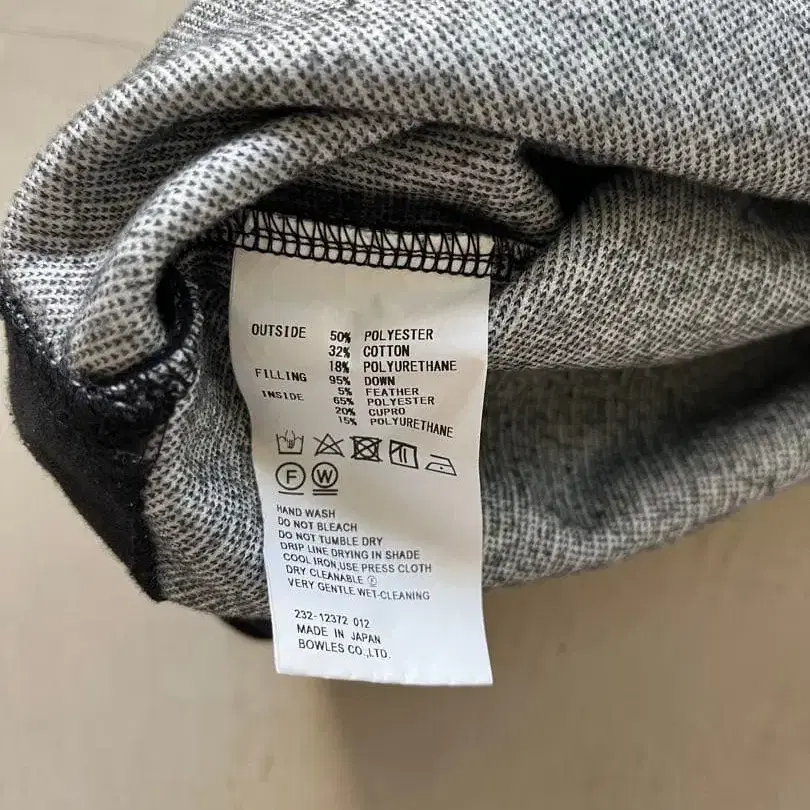 OUTSIDE 50% POLYESTER
32% COTTON
18% POLYURETHANE
FILLING 95% DOWN
5% FEATHER
INSIDE 65% POLYESTER
20% CUPRO
15% POLYURETHANE
F W
HAND WASH
DO NOT BLEACH
DO NOT TUMBLE DRY
DRIP LINE DRYING IN SHADE
COOL IRON,USE PRESS CLOTH
DRY CLEANABLE Ⓕ
VERY GENTLE WET-CLEANING
232-12372 012
MADE IN JAPAN
BOWLES CO.,LTD.